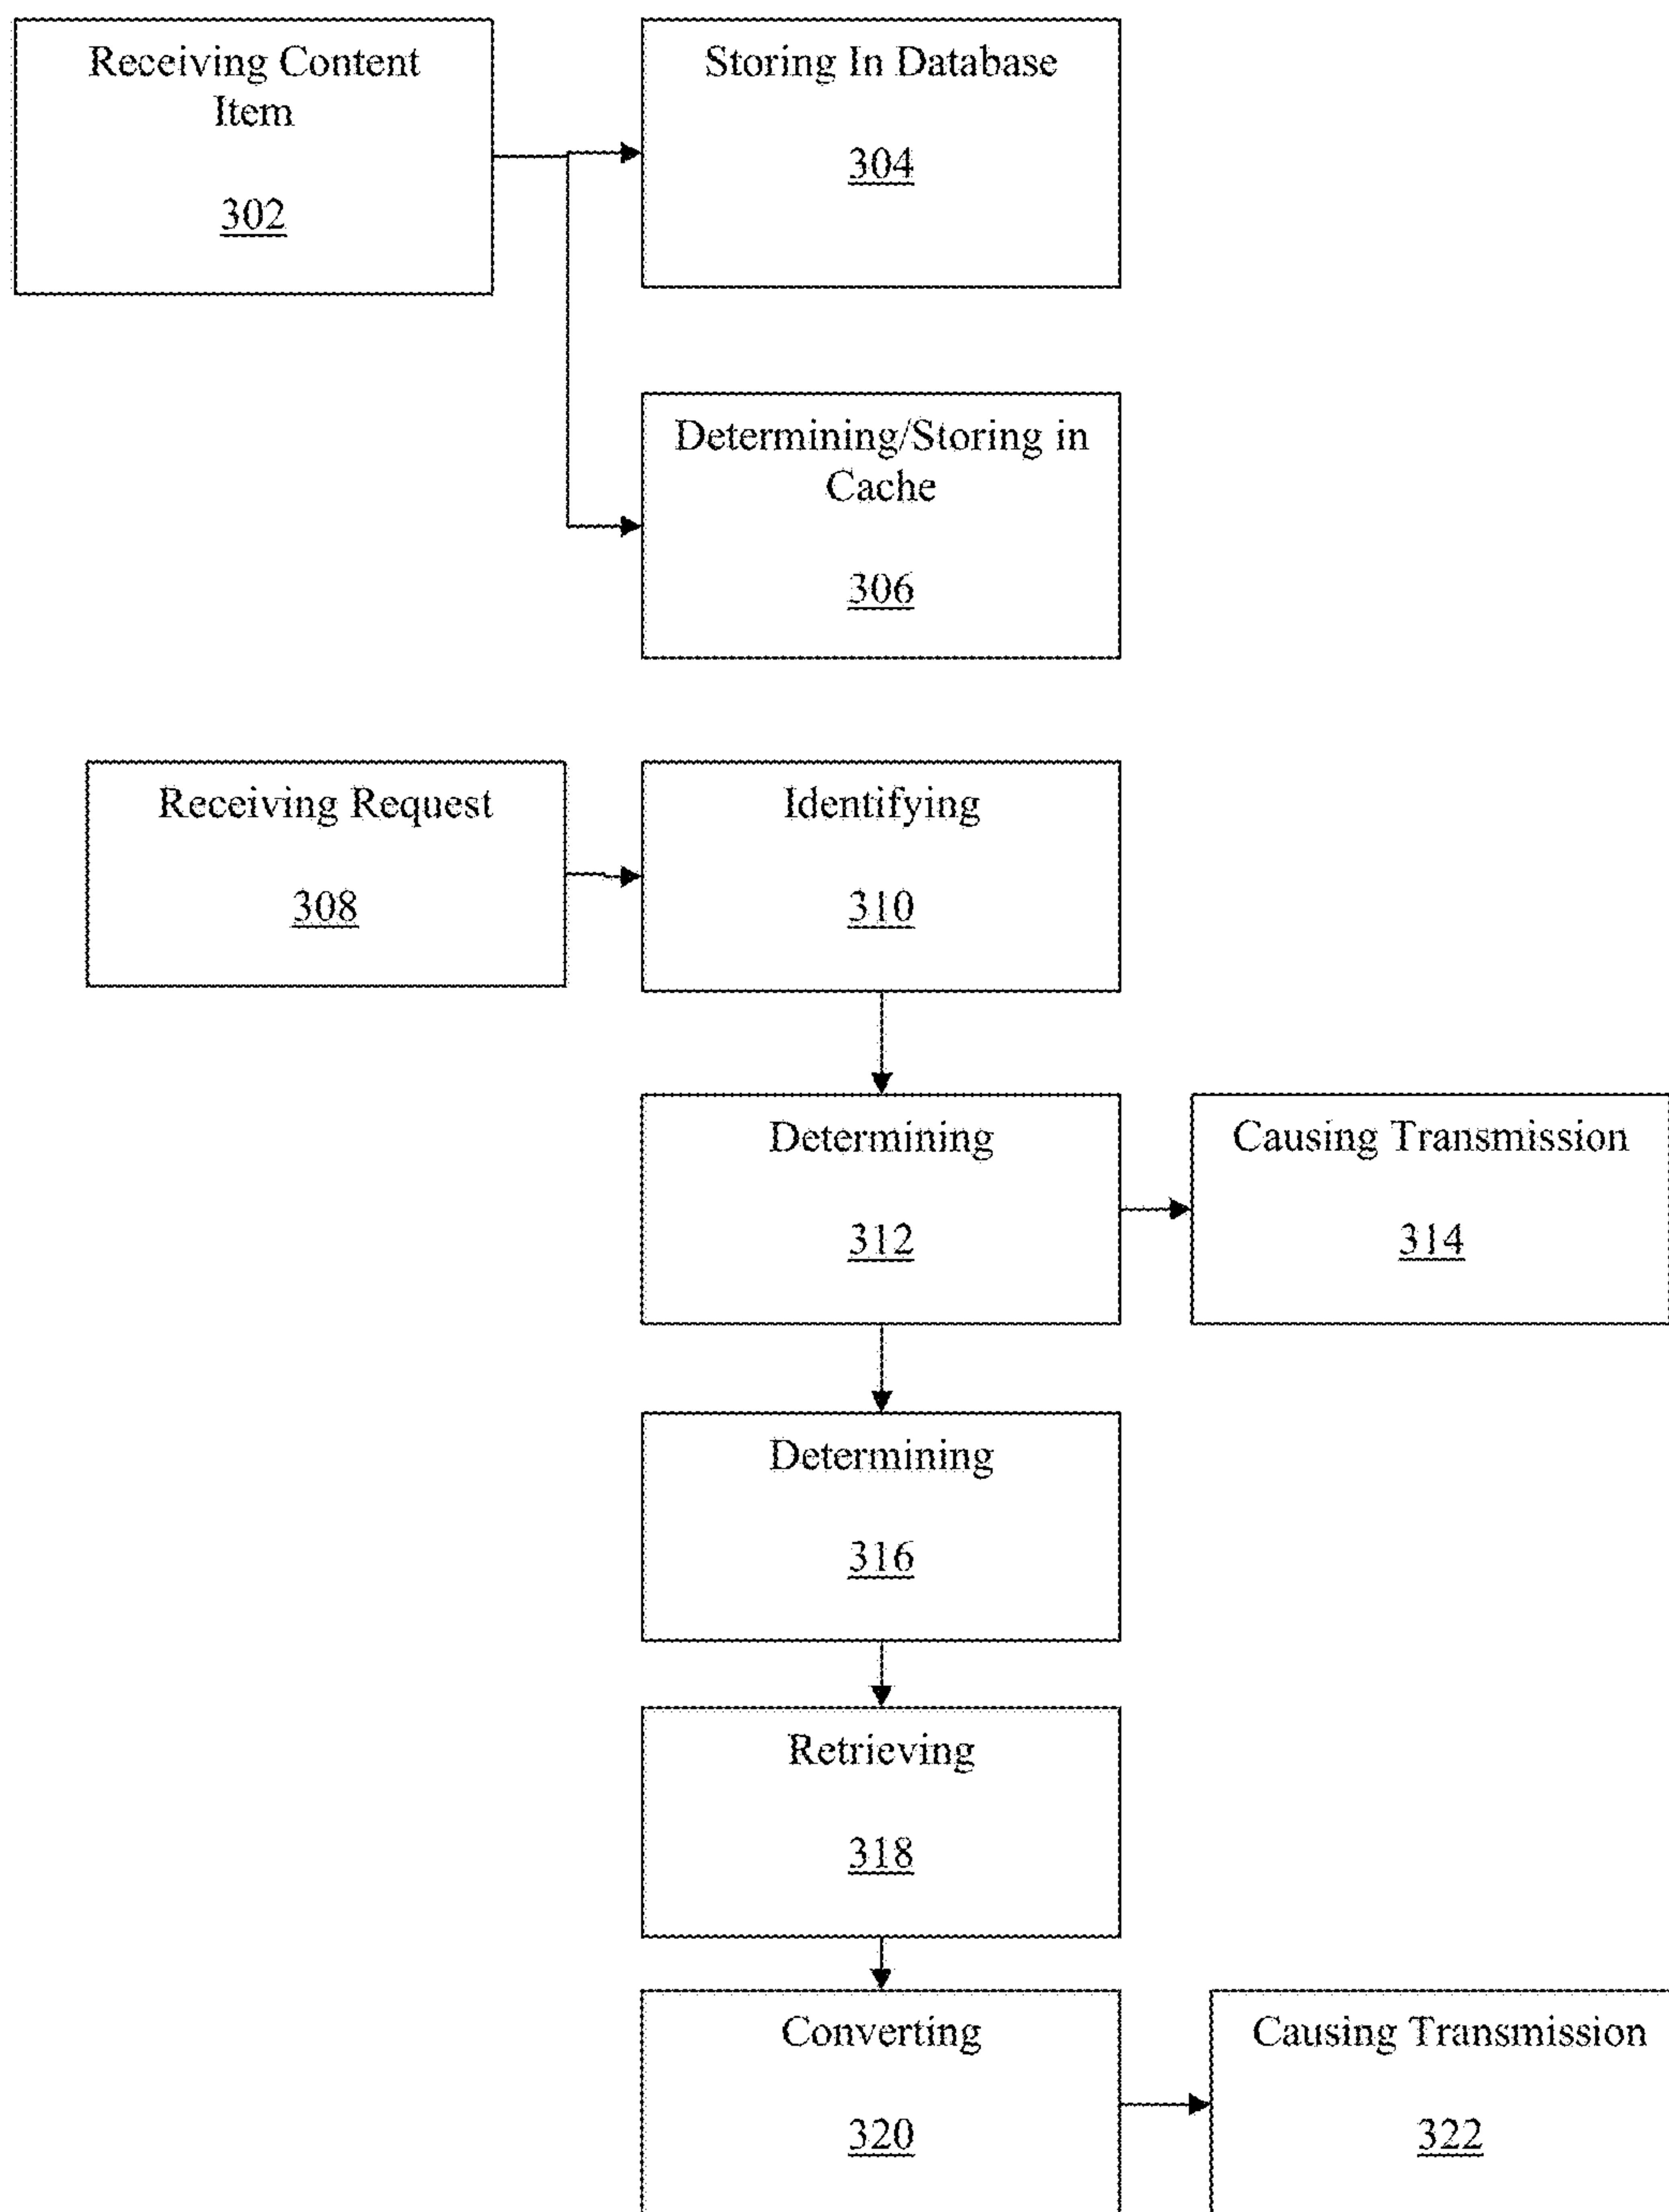 Receiving Content
Item
302
Storing In Database
304
Determining/Storing in
Cache
306
Receiving Request
308
Identifying
310
Determining
312
Causing Transmission
314
Determining
316
Retrieving
318
Converting
320
Causing Transmission
322